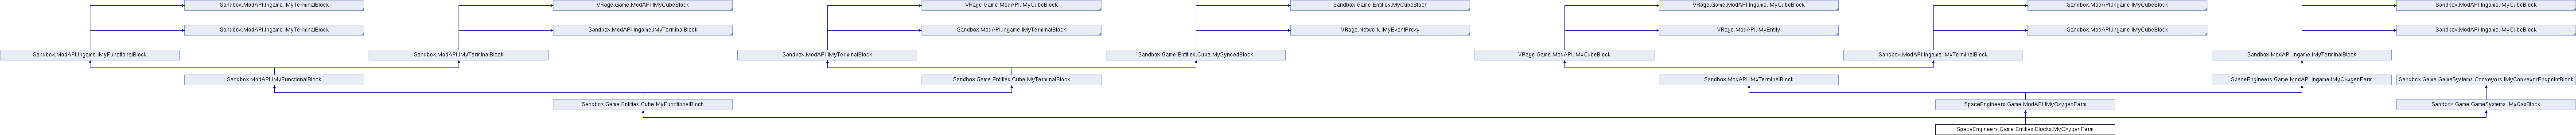 Sandbox.ModAPI.Ingame.IMyTerminalBlock
VRage.Game.ModAPI.IMyCubeBlock
VRage.Game.ModAPI.IMyCubeBlock
Sandbox.Game.Entities.MyCubeBlock
VRage.Game.ModAPI.Ingame.IMyCubeBlock
Sandbox.ModAPI.Ingame.IMyCubeBlock
Sandbox.ModAPI.Ingame.IMyCubeBlock
Sandbox.ModAPI.Ingame.IMyTerminalBlock
Sandbox.ModAPI.Ingame.IMyTerminalBlock
Sandbox.ModAPI.Ingame.IMyTerminalBlock
VRage.Network.IMyEventProxy
VRage.ModAPI.IMyEntity
Sandbox.ModAPI.Ingame.IMyCubeBlock
Sandbox.ModAPI.Ingame.IMyCubeBlock
Sandbox.ModAPI.Ingame.IMyFunctionalBlock
Sandbox.ModAPI.IMyTerminalBlock
Sandbox.ModAPI.IMyTerminalBlock
Sandbox.Game.Entities.Cube.MySyncedBlock
VRage.Game.ModAPI.IMyCubeBlock
Sandbox.ModAPI.Ingame.IMyTerminalBlock
Sandbox.ModAPI.Ingame.IMyTerminalBlock
Sandbox.ModAPI.IMyFunctionalBlock
Sandbox.Game.Entities.Cube.MyTerminalBlock
Sandbox.ModAPI.IMyTerminalBlock
SpaceEngineers.Game.ModAPI.Ingame.IMyOxygenFarm
Sandbox.Game.GameSystems.Conveyors.IMyConveyorEndpointBlock
Sandbox.Game.Entities.Cube.MyFunctionalBlock
SpaceEngineers.Game.ModAPI.IMyOxygenFarm
Sandbox.Game.GameSystems.IMyGasBlock
SpaceEngineers.Game.Entities.Blocks.MyOxygenFarm